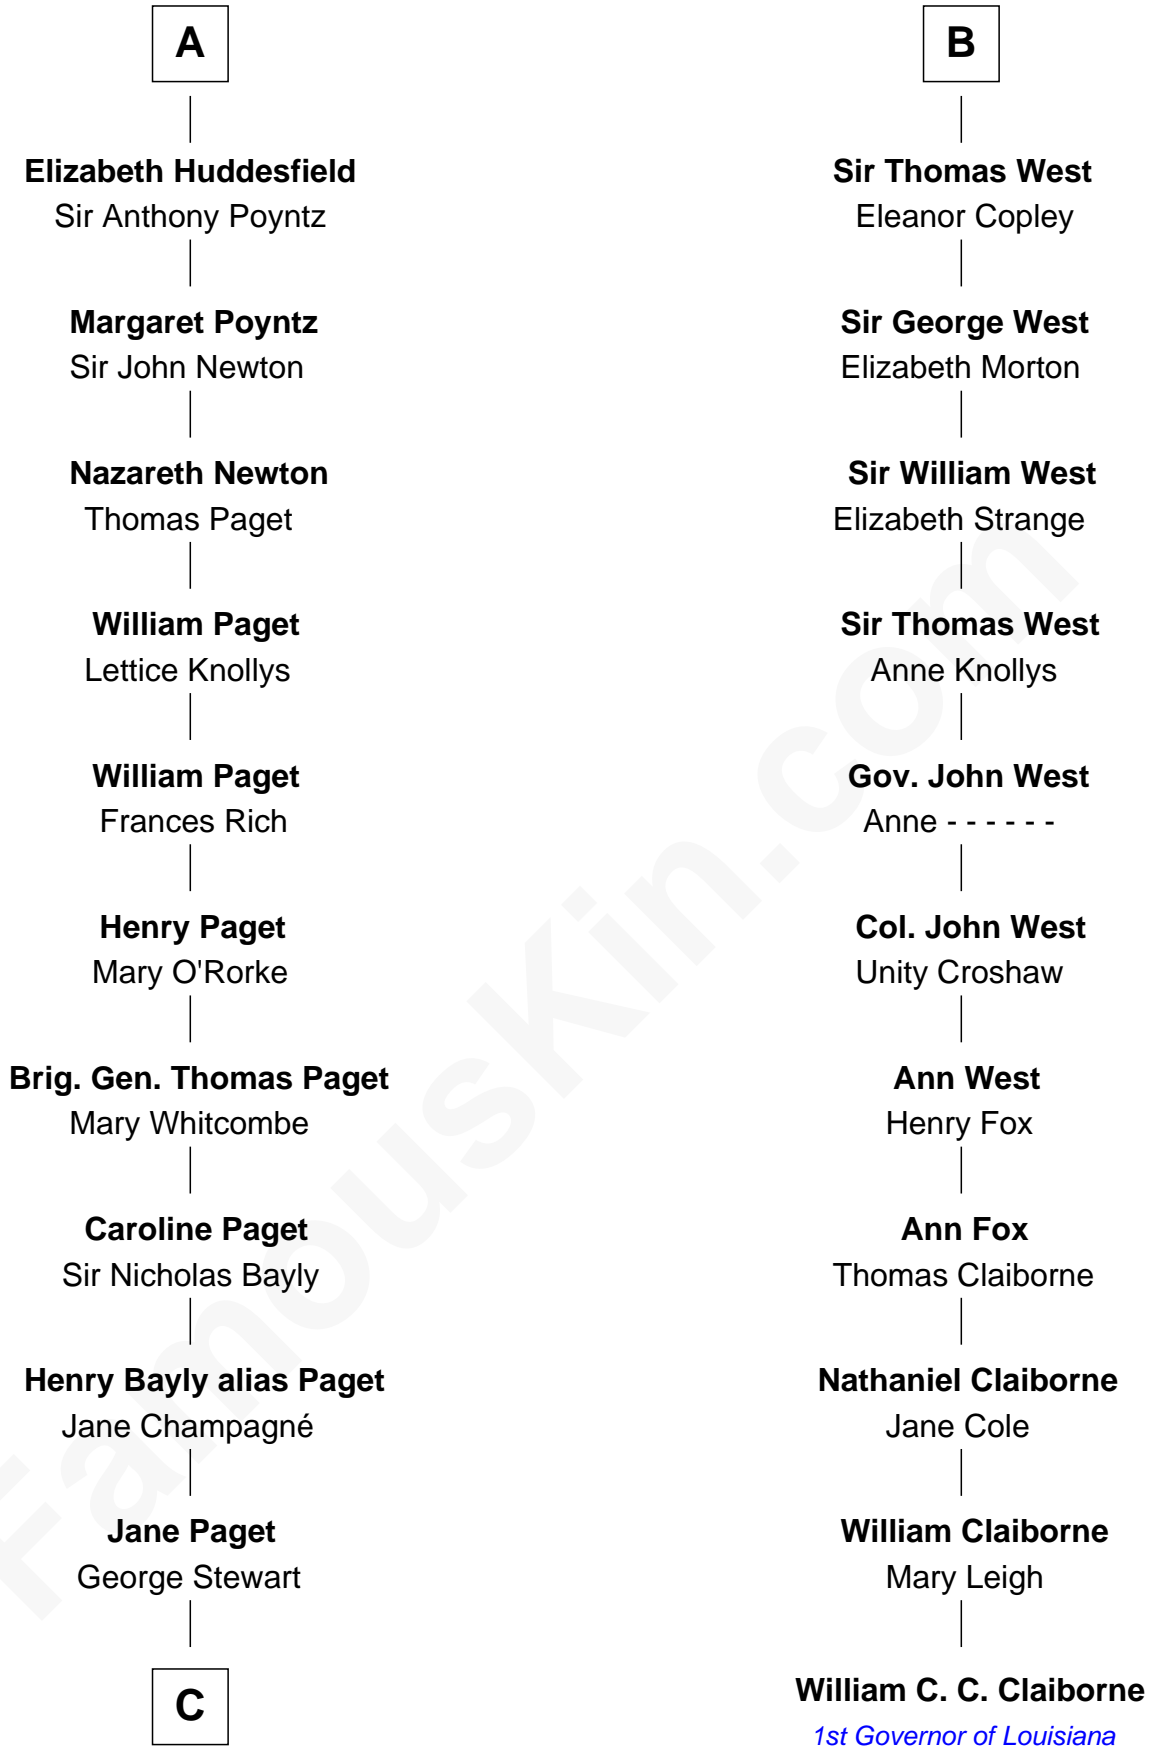 A
Elizabeth Huddesfield
Sir Anthony Poyntz
Margaret Poyntz
Sir John Newton
Nazareth Newton
Thomas Paget
William Paget
Lettice Knollys
William Paget
Frances Rich
Henry Paget
Mary O'Rorke
Brig. Gen. Thomas Paget
Mary Whitcombe
Caroline Paget
Sir Nicholas Bayly
Henry Bayly alias Paget
Jane Champagné
Jane Paget
George Stewart
C
B
Sir Thomas West
Eleanor Copley
Sir George West
Elizabeth Morton
Sir William West
Elizabeth Strange
Sir Thomas West
Anne Knollys
Gov. John West
Anne - - - - - -
Col. John West
Unity Croshaw
Ann West
Henry Fox
Ann Fox
Thomas Claiborne
Nathaniel Claiborne
Jane Cole
William Claiborne
Mary Leigh
William C. C. Claiborne
1st Governor of Louisiana
FamousKin.com